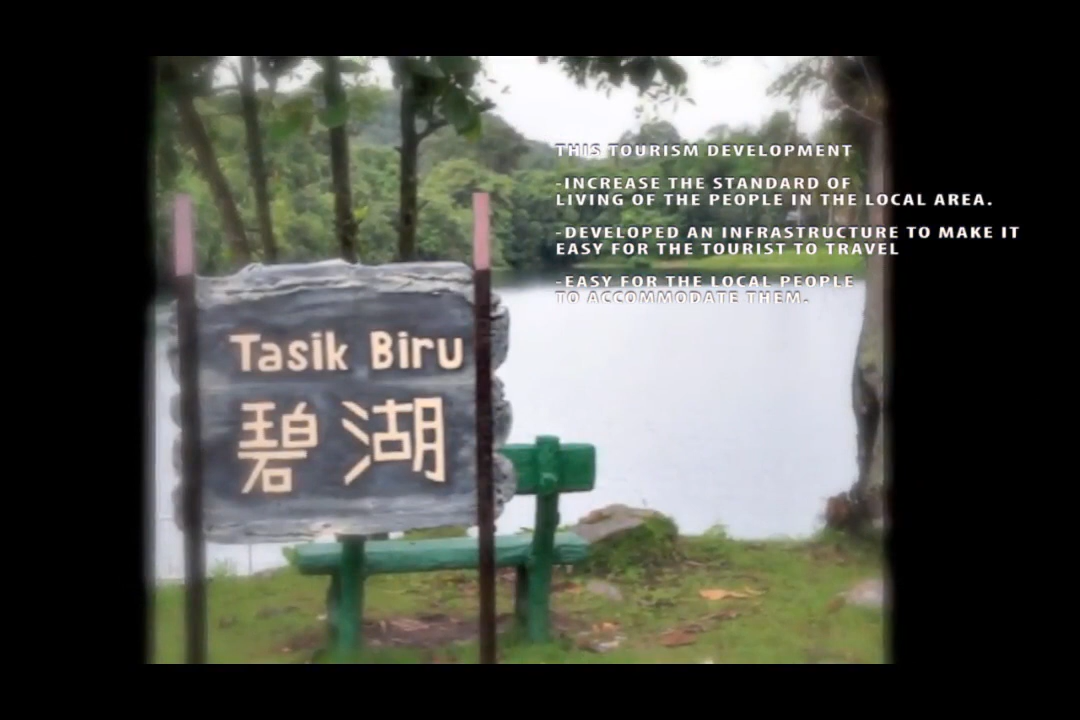 THIS TOURISM DEVELOPMENT
-INCREASE THE STANDARD OF
LIVING OF THE PEOPLE IN THE LOCAL AREA.
-DEVELOPED AN INFRASTRUCTURE TO MAKE IT
EASY FOR THE TOURIST TO TRAVEL
-EASY FOR THE LOCAL PEOPLE
TO ACCOMMODATE THEM.
Tasik Biru
碧湖